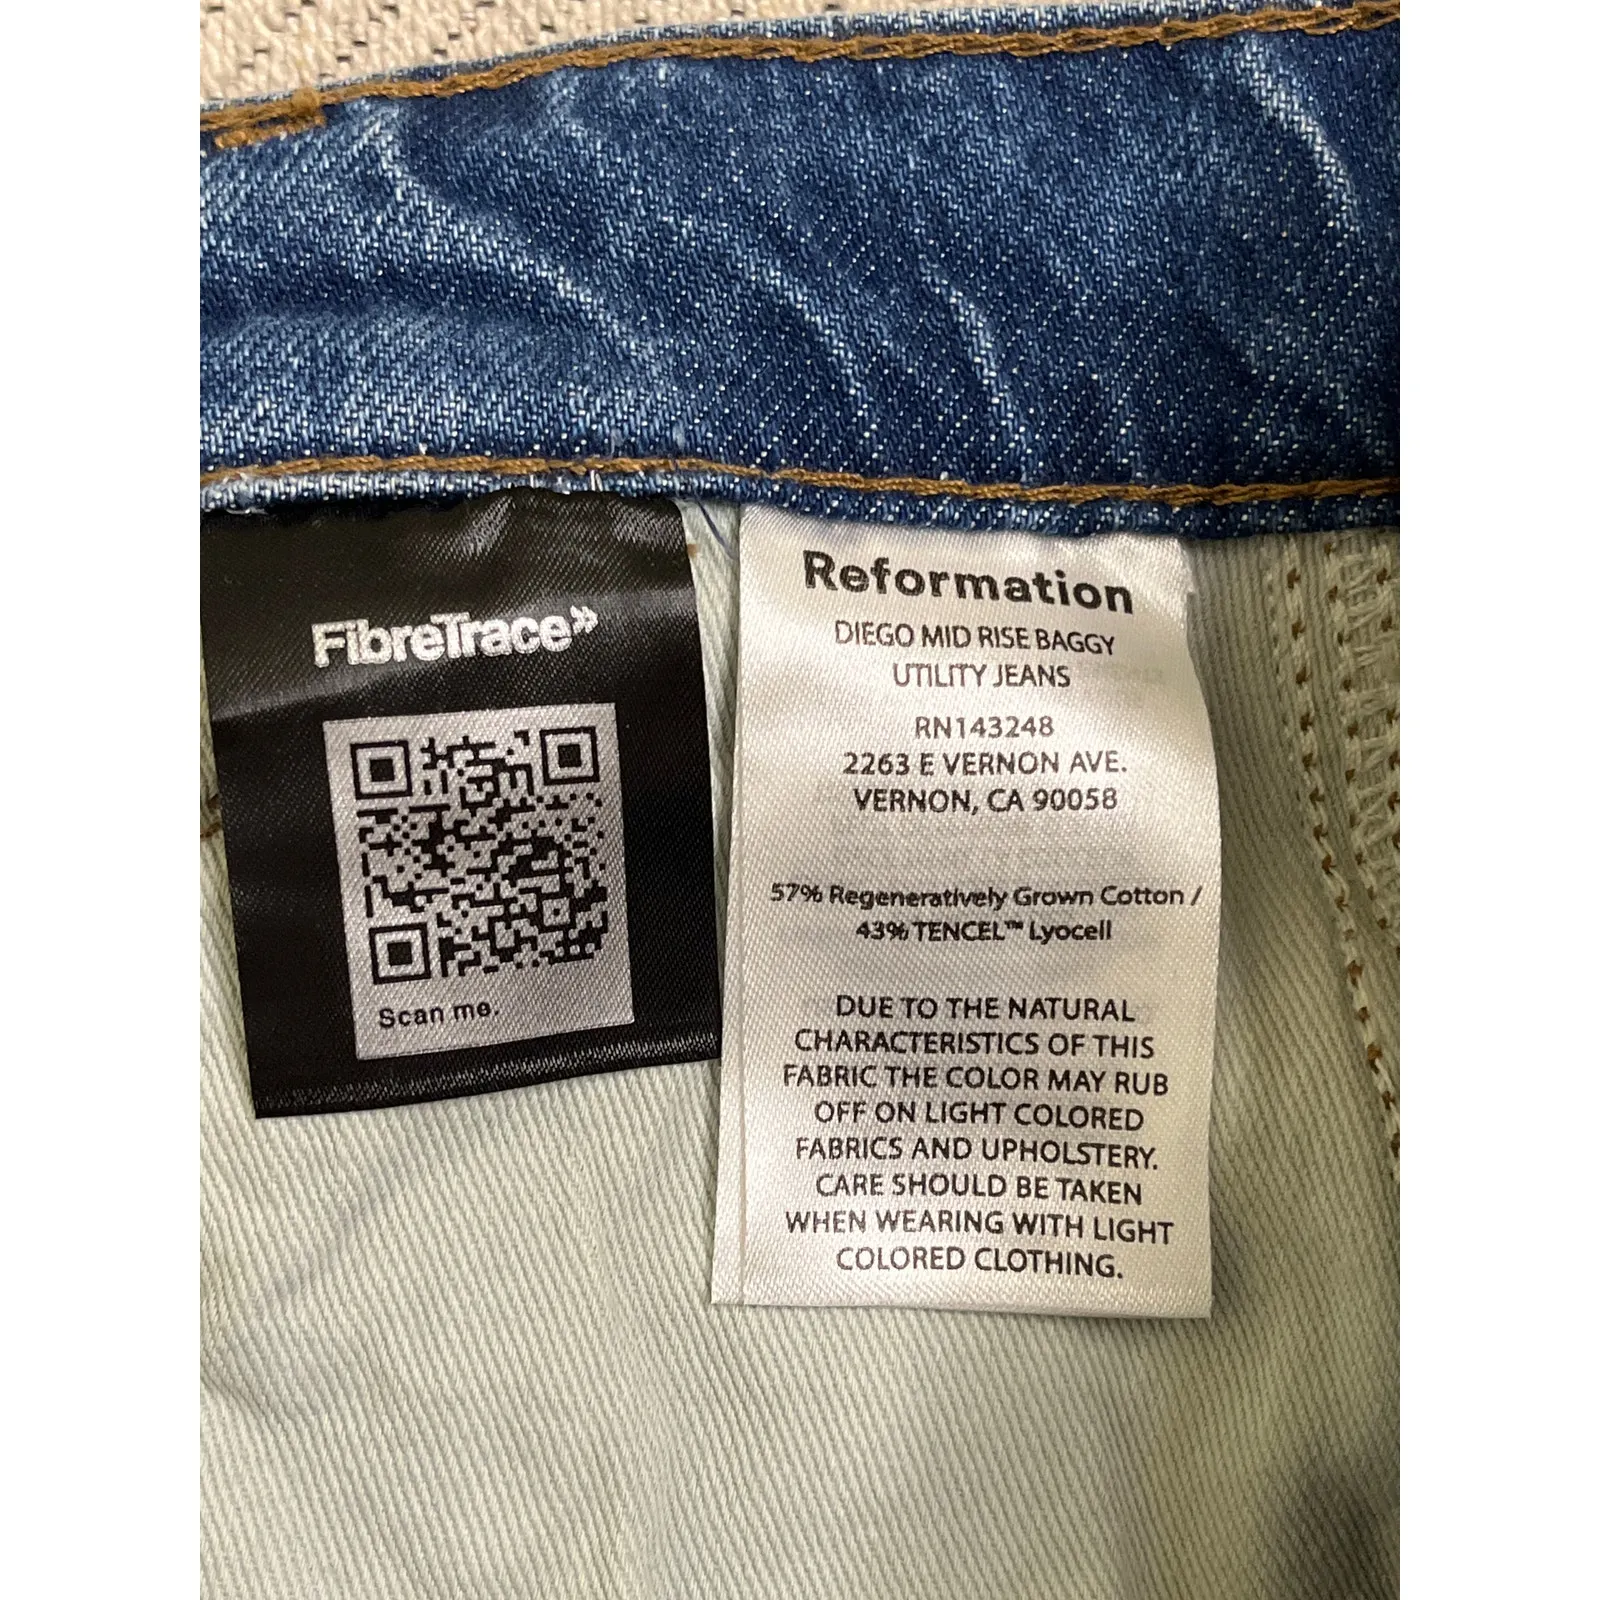 FibreTrace»
Scan me.
Reformation
DIEGO MID RISE BAGGY
UTILITY JEANS
RN143248
2263 E VERNON AVE.
VERNON, CA 90058
57% Regeneratively Grown Cotton /
43% TENCEL™ Lyocell
DUE TO THE NATURAL
CHARACTERISTICS OF THIS
FABRIC THE COLOR MAY RUB
OFF ON LIGHT COLORED
FABRICS AND UPHOLSTERY.
CARE SHOULD BE TAKEN
WHEN WEARING WITH LIGHT
COLORED CLOTHING.